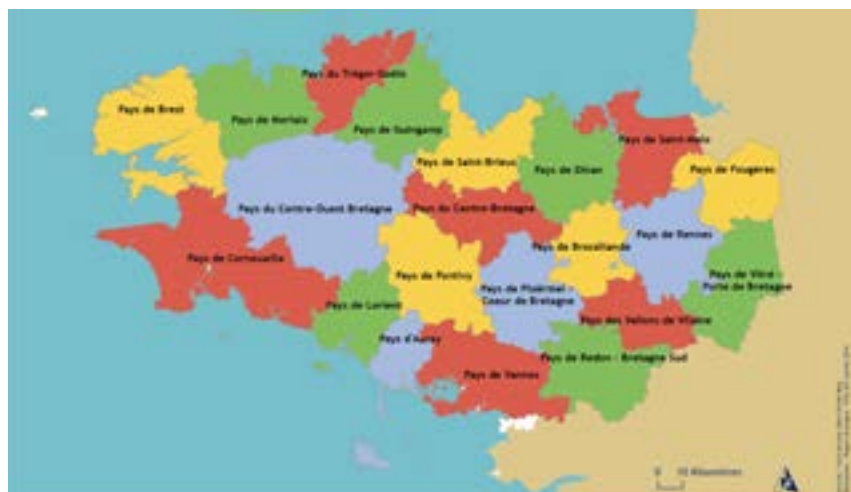 Pays du Trégor-Goëlo
Pays de Brest
Pays de Morlaix
Pays de Guingamp
Pays de Saint-Malo
Pays de Saint-Brieuc
Pays de Dinan
Pays de Fougères
Pays du Centre-Ouest Bretagne
Pays du Centre-Bretagne
Pays de Rennes
Pays de Brocéliande
Pays de Cornouaille
Pays de Pontivy
Pays de Ploërmel -
Coeur de Bretagne
Pays de Vitré -
Porte de Bretagne
Pays de Lorient
Pays des Vallons de Vilaine
Pays d'Auray
Pays de Redon - Bretagne Sud
Pays de Vannes
0 10 Kilomètres